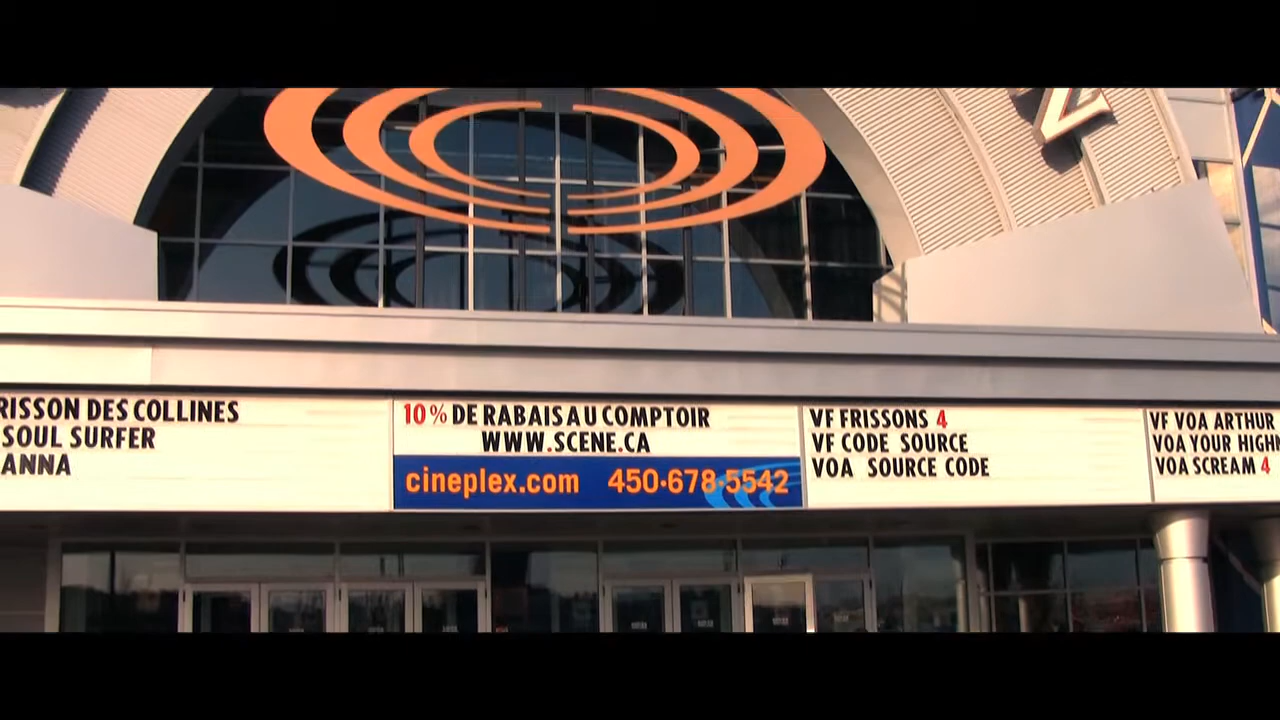 RISSON DES COLLINES
SOUL SURFER
ANNA
10% DE RABAIS AU COMPTOIR
WWW.SCENE.CA
cineplex.com 450·678·5542
VF FRISSONS 4
VF CODE SOURCE
VOA SOURCE CODE
VF VOA ARTHUR
VOA YOUR HIGH
VOA SCREAM 4
Z